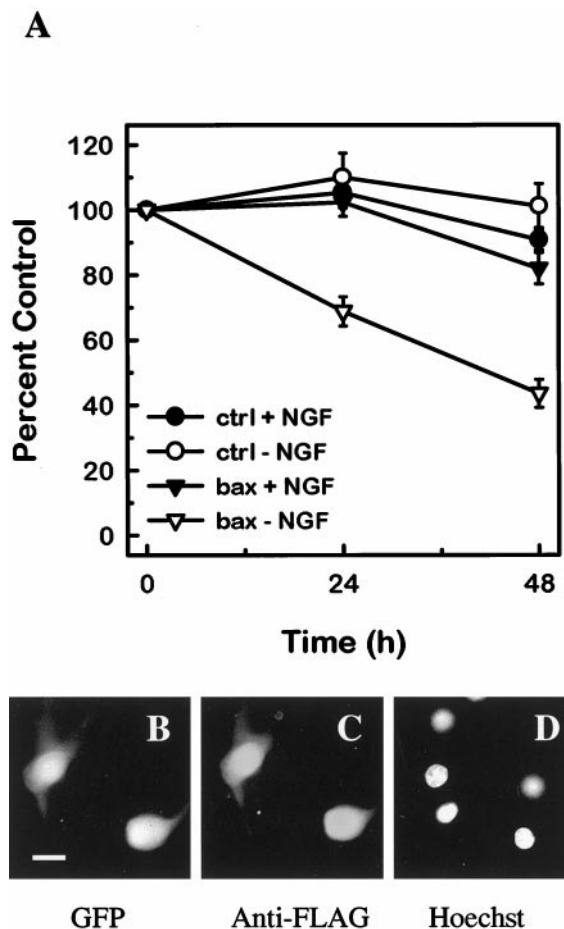 A
120
100
80
60
40
20
0
Percent Control
ctrl + NGF
ctrl - NGF
bax + NGF
bax - NGF
0 24 48
Time (h)
B C D
GFP Anti-FLAG Hoechst